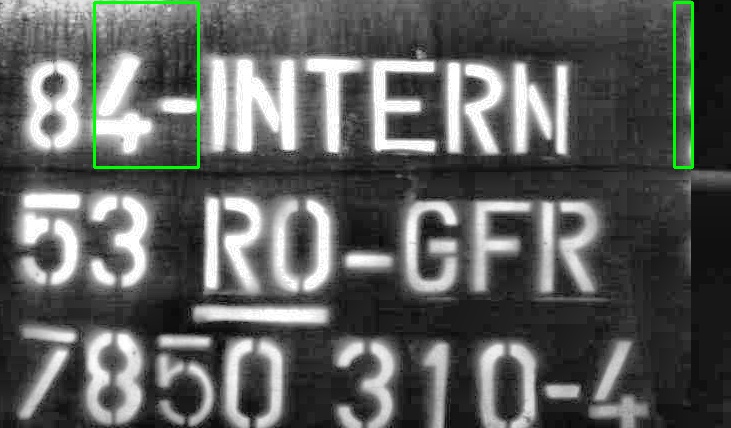 84-INTERN
53 RO-GFR
7850 310-4